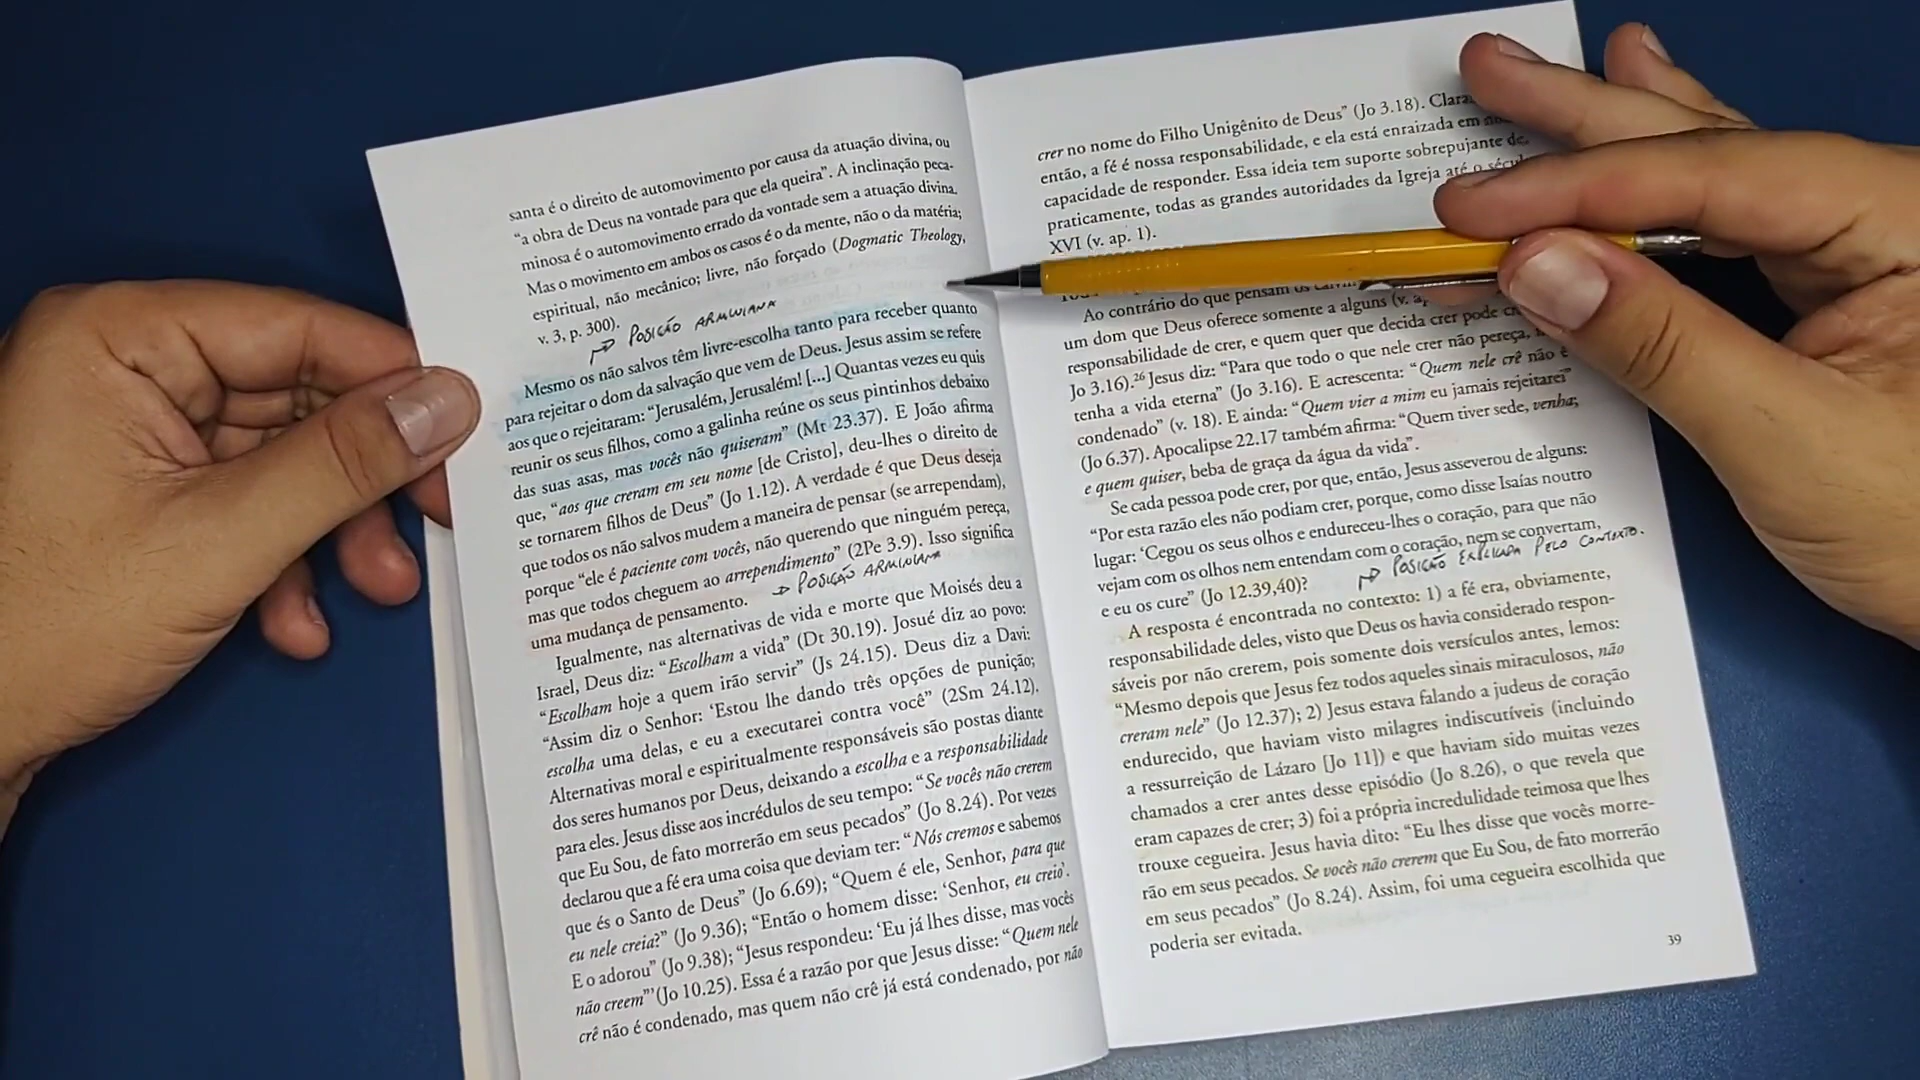 santa é o direito de automovimento por causa da atuação divina, ou
“a obra de Deus na vontade para que ela queira”. A inclinação peca-
minosa é o automovimento errado da vontade sem a atuação divina.
Mas o movimento em ambos os casos é o da mente, não o da matéria;
espiritual, não mecânico; livre, não forçado (Dogmatic Theology,
v. 3, p. 300).
POSIÇÃO ARMINIANA
Mesmo os não salvos têm livre-escolha tanto para receber quanto
para rejeitar o dom da salvação que vem de Deus. Jesus assim se refere
aos que o rejeitaram: “Jerusalém, Jerusalém! [...] Quantas vezes eu quis
reunir os seus filhos, como a galinha reúne os seus pintinhos debaixo
das suas asas, mas vocês não quiseram” (Mt 23.37). E João afirma
que, “aos que creram em seu nome [de Cristo], deu-lhes o direito de
se tornarem filhos de Deus” (Jo 1.12). A verdade é que Deus deseja
que todos os não salvos mudem a maneira de pensar (se arrependam),
porque “ele é paciente com vocês, não querendo que ninguém pereça,
mas que todos cheguem ao arrependimento” (2Pe 3.9). Isso significa
uma mudança de pensamento.
POSIÇÃO ARMINIANA
Igualmente, nas alternativas de vida e morte que Moisés deu a
Israel, Deus diz: “Escolham a vida” (Dt 30.19). Josué diz ao povo:
“Escolham hoje a quem irão servir” (Js 24.15). Deus diz a Davi:
“Assim diz o Senhor: ‘Estou lhe dando três opções de punição;
escolha uma delas, e eu a executarei contra você” (2Sm 24.12).
Alternativas moral e espiritualmente responsáveis são postas diante
dos seres humanos por Deus, deixando a escolha e a responsabilidade
para eles. Jesus disse aos incrédulos de seu tempo: “Se vocês não crerem
que Eu Sou, de fato morrerão em seus pecados” (Jo 8.24). Por vezes
declarou que a fé era uma coisa que deviam ter: “Nós cremos e sabemos
que és o Santo de Deus” (Jo 6.69); “Quem é ele, Senhor, para que
eu nele creia?” (Jo 9.36); “Então o homem disse: ‘Senhor, eu creio’.
E o adorou” (Jo 9.38); “Jesus respondeu: ‘Eu já lhes disse, mas vocês
não creem’” (Jo 10.25). Essa é a razão por que Jesus disse: “Quem nele
crê não é condenado, mas quem não crê já está condenado, por não
crer no nome do Filho Unigênito de Deus” (Jo 3.18).
então, a fé é nossa responsabilidade, e ela está enraizada em
capacidade de responder. Essa ideia tem suporte sobrepujante de,
praticamente, todas as grandes autoridades da Igreja até o
XVI (v. ap. 1).
Ao contrário do que pensam os
um dom que Deus oferece somente a alguns (v.
responsabilidade de crer, e quem quer que decida crer pode
Jo 3.16).26 Jesus diz: “Para que todo o que nele crer não pereça,
tenha a vida eterna” (Jo 3.16). E acrescenta: “Quem nele crê não é
condenado” (v. 18). E ainda: “Quem vier a mim eu jamais rejeitarei”
(Jo 6.37). Apocalipse 22.17 também afirma: “Quem tiver sede, venha;
e quem quiser, beba de graça da água da vida”.
Se cada pessoa pode crer, por que, então, Jesus asseverou de alguns:
“Por esta razão eles não podiam crer, porque, como disse Isaías noutro
lugar: ‘Cegou os seus olhos e endureceu-lhes o coração, para que não
vejam com os olhos nem entendam com o coração, nem se convertam,
e eu os cure” (Jo 12.39,40)?
POSIÇÃO EXPLICADA PELO CONTEXTO.
A resposta é encontrada no contexto: 1) a fé era, obviamente,
responsabilidade deles, visto que Deus os havia considerado respon-
sáveis por não crerem, pois somente dois versículos antes, lemos:
“Mesmo depois que Jesus fez todos aqueles sinais miraculosos, não
creram nele” (Jo 12.37); 2) Jesus estava falando a judeus de coração
endurecido, que haviam visto milagres indiscutíveis (incluindo
a ressurreição de Lázaro [Jo 11]) e que haviam sido muitas vezes
chamados a crer antes desse episódio (Jo 8.26), o que revela que
eram capazes de crer; 3) foi a própria incredulidade teimosa que lhes
trouxe cegueira. Jesus havia dito: “Eu lhes disse que vocês morre-
rão em seus pecados. Se vocês não crerem que Eu Sou, de fato morrerão
em seus pecados” (Jo 8.24). Assim, foi uma cegueira escolhida que
poderia ser evitada.
39